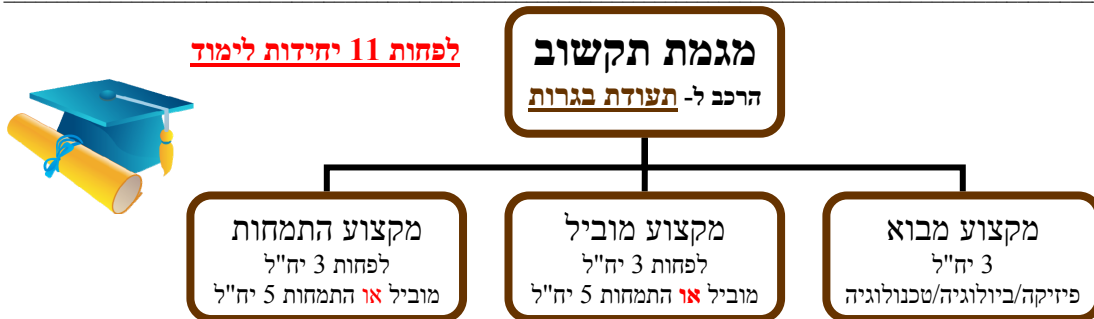 לפחות 11 יחידות לימוד
מגמת תקשוב
הרכב ל- תעודת בגרות
מקצוע מבוא
3 יח"ל
פיזיקה/ביולוגיה/טכנולוגיה
מקצוע מוביל
לפחות 3 יח"ל
מוביל או התמחות 5 יח"ל
מקצוע התמחות
לפחות 3 יח"ל
מוביל או התמחות 5 יח"ל